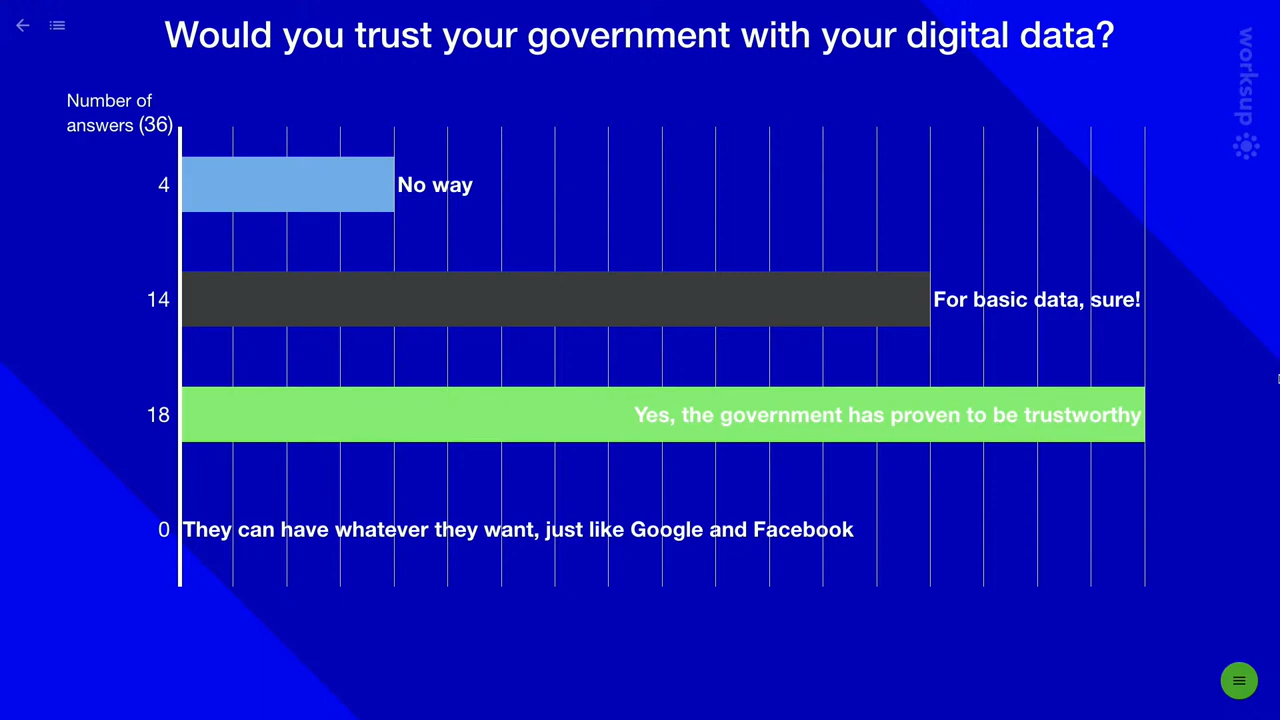 Would you trust your government with your digital data?
worksup
Number of
answers (36)
4 No way
14 For basic data, sure!
18 Yes, the government has proven to be trustworthy
0 They can have whatever they want, just like Google and Facebook